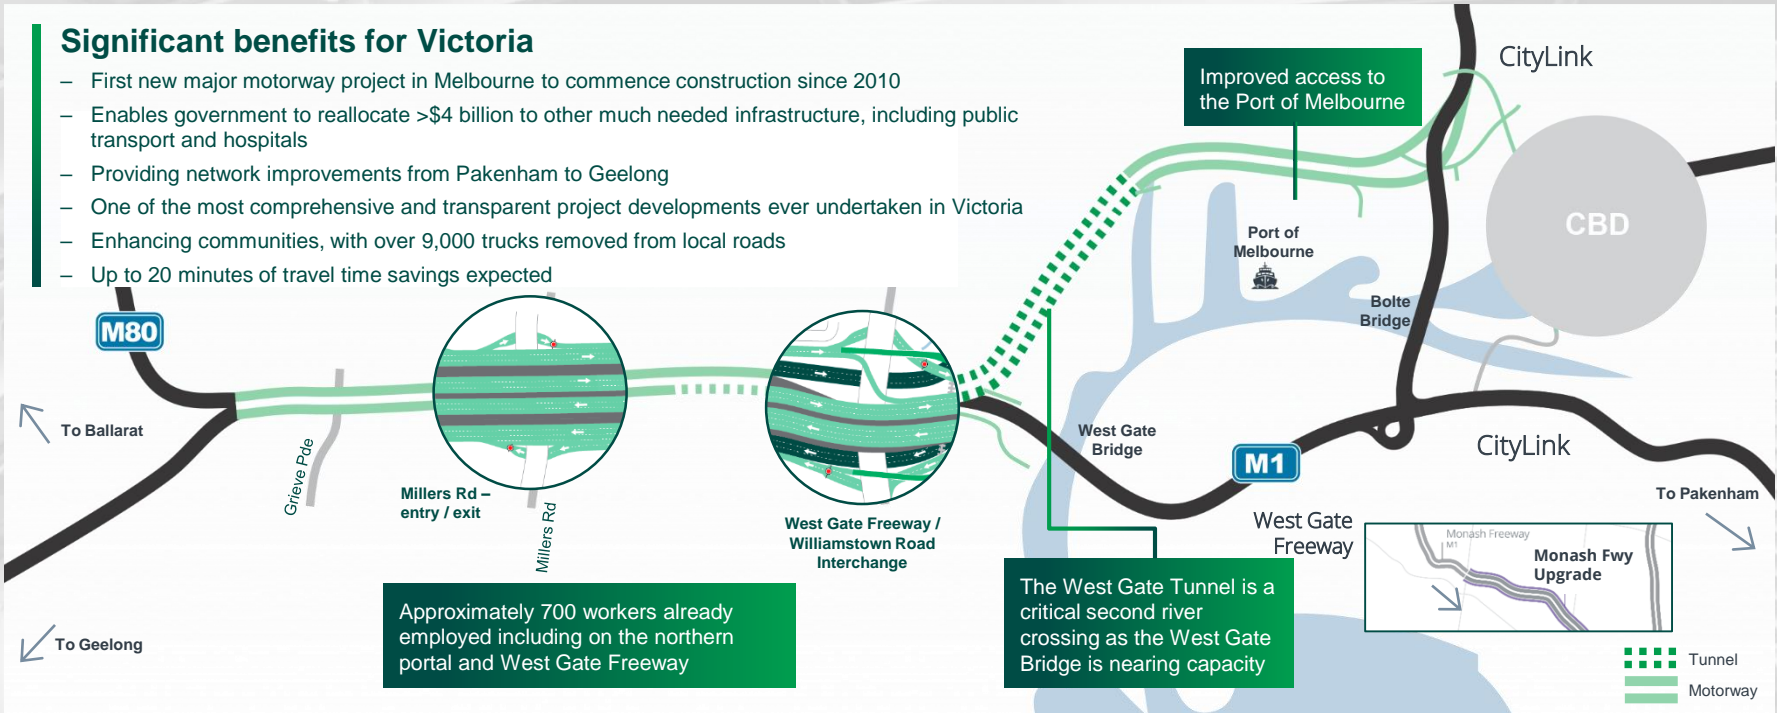 Significant benefits for Victoria
– First new major motorway project in Melbourne to commence construction since 2010
– Enables government to reallocate >$4 billion to other much needed infrastructure, including public
transport and hospitals
– Providing network improvements from Pakenham to Geelong
– One of the most comprehensive and transparent project developments ever undertaken in Victoria
– Enhancing communities, with over 9,000 trucks removed from local roads
– Up to 20 minutes of travel time savings expected
Improved access to
the Port of Melbourne
CityLink
CBD
Port of
Melbourne
Bolte
Bridge
M80
To Ballarat
Grieve Pde
Millers Rd –
entry / exit
Millers Rd
West Gate Freeway /
Williamstown Road
Interchange
West Gate
Bridge
M1
CityLink
To Pakenham
West Gate
Freeway
Monash Freeway
M1
Monash Fwy
Upgrade
Approximately 700 workers already
employed including on the northern
portal and West Gate Freeway
The West Gate Tunnel is a
critical second river
crossing as the West Gate
Bridge is nearing capacity
To Geelong
Tunnel
Motorway